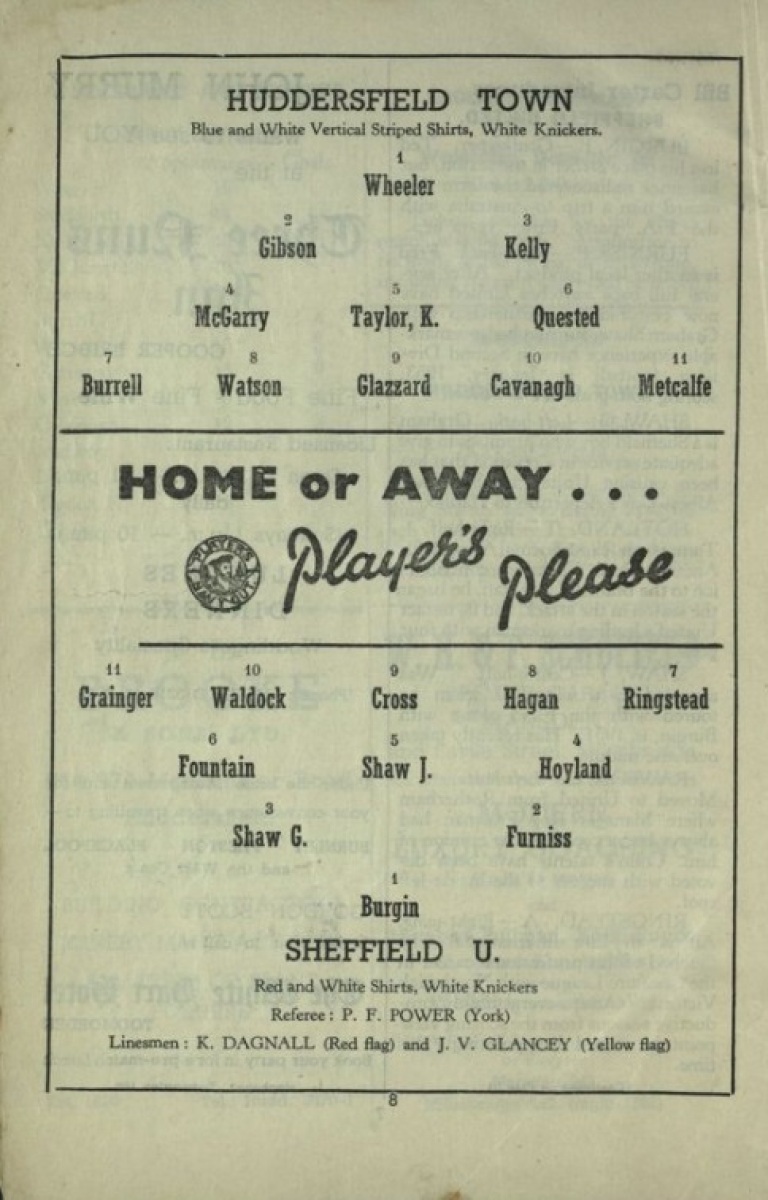 HUDDERSFIELD TOWN
Blue and White Vertical Striped Shirts, White Knickers.
1
Wheeler
2 3
Gibson Kelly
4 5 6
McGarry Taylor, K. Quested
7 8 9 10 11
Burrell Watson Glazzard Cavanagh Metcalfe
HOME or AWAY . . .
Player's Please
11 10 9 8 7
Grainger Waldock Cross Hagan Ringstead
6 5 4
Fountain Shaw J. Hoyland
3 2
Shaw G. Furniss
1
Burgin
SHEFFIELD U.
Red and White Shirts, White Knickers
Referee : P. F. POWER (York)
Linesmen : K. DAGNALL (Red flag) and J. V. GLANCEY (Yellow flag)
8